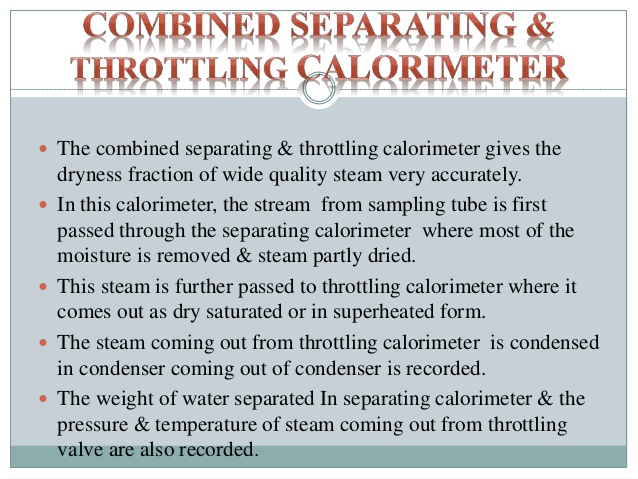 COMBINED SEPARATING &
THROTTLING CALORIMETER
• The combined separating & throttling calorimeter gives the
dryness fraction of wide quality steam very accurately.
• In this calorimeter, the stream from sampling tube is first
passed through the separating calorimeter where most of the
moisture is removed & steam partly dried.
• This steam is further passed to throttling calorimeter where it
comes out as dry saturated or in superheated form.
• The steam coming out from throttling calorimeter is condensed
in condenser coming out of condenser is recorded.
• The weight of water separated In separating calorimeter & the
pressure & temperature of steam coming out from throttling
valve are also recorded.